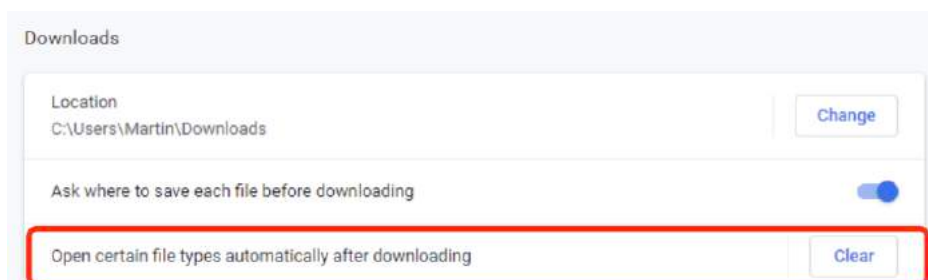 Downloads
Location
C:\Users\Martin\Downloads
Change
Ask where to save each file before downloading
Open certain file types automatically after downloading
Clear